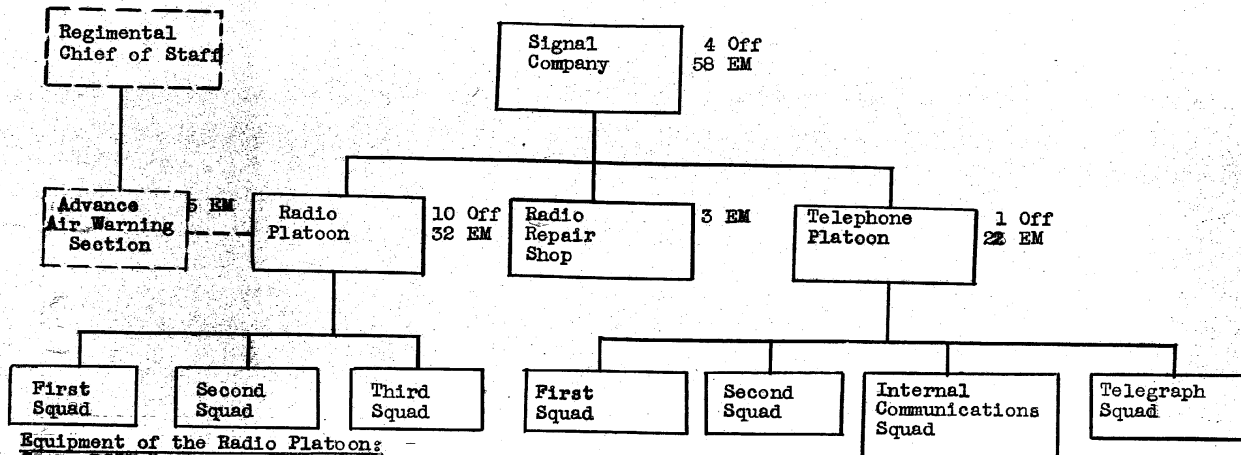 Regimental
Chief of Staff
Signal
Company
4 Off
58 EM
Advance
Air Warning
Section
5 EM
Radio
Platoon
10 Off
32 EM
Radio
Repair
Shop
3 EM
Telephone
Platoon
1 Off
EM
First
Squad
Second
Squad
Third
Squad
First
Squad
Second
Squad
Internal
Communications
Squad
Telegraph
Squad
Equipment of the Radio Platoon: